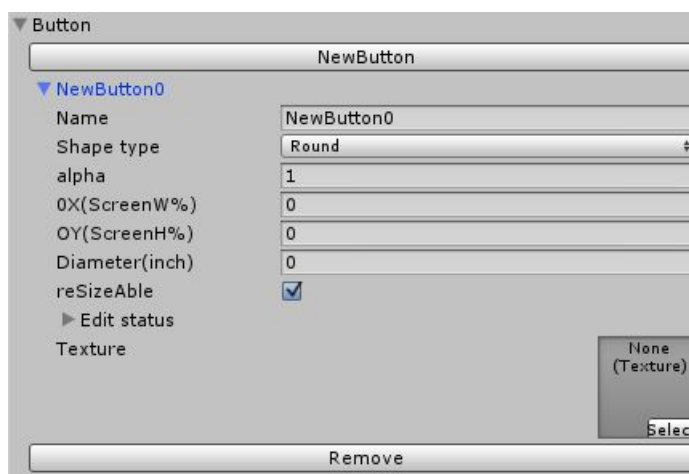 Button
NewButton
NewButton0
Name NewButton0
Shape type Round
alpha 1
0X(ScreenW%) 0
OY(ScreenH%) 0
Diameter(inch) 0
reSizeAble
Edit status
Texture None
(Texture)
Selec
Remove